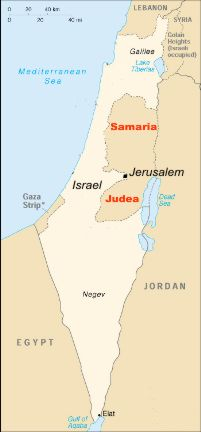 0 20 40 km
0 20 40 mi
LEBANON
SYRIA
Golan
Heights
(Israeli
occupied)
Galilee
Lake
Tiberias
Mediterranean
Sea
Samaria
Jerusalem
Israel
Judea
Gaza
Strip
Dead
Sea
Negev
JORDAN
EGYPT
Elat
Gulf of
Aqaba